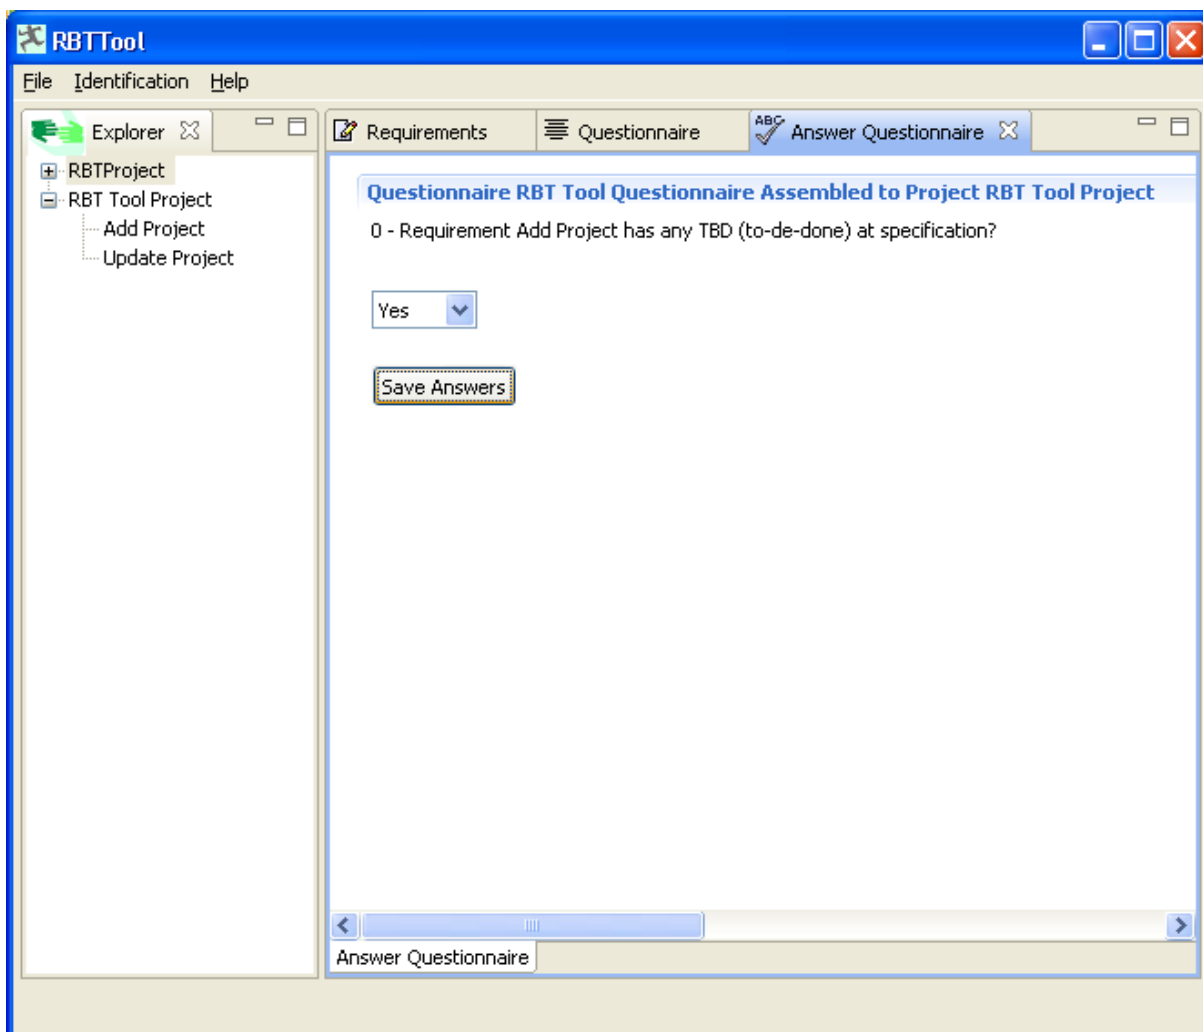 RBTTool
File Identification Help
Explorer
Requirements
Questionnaire
ABC
Answer Questionnaire
RBTProject
RBT Tool Project
Add Project
Update Project
Questionnaire RBT Tool Questionnaire Assembled to Project RBT Tool Project
0 - Requirement Add Project has any TBD (to-de-done) at specification?
Yes
Save Answers
Answer Questionnaire